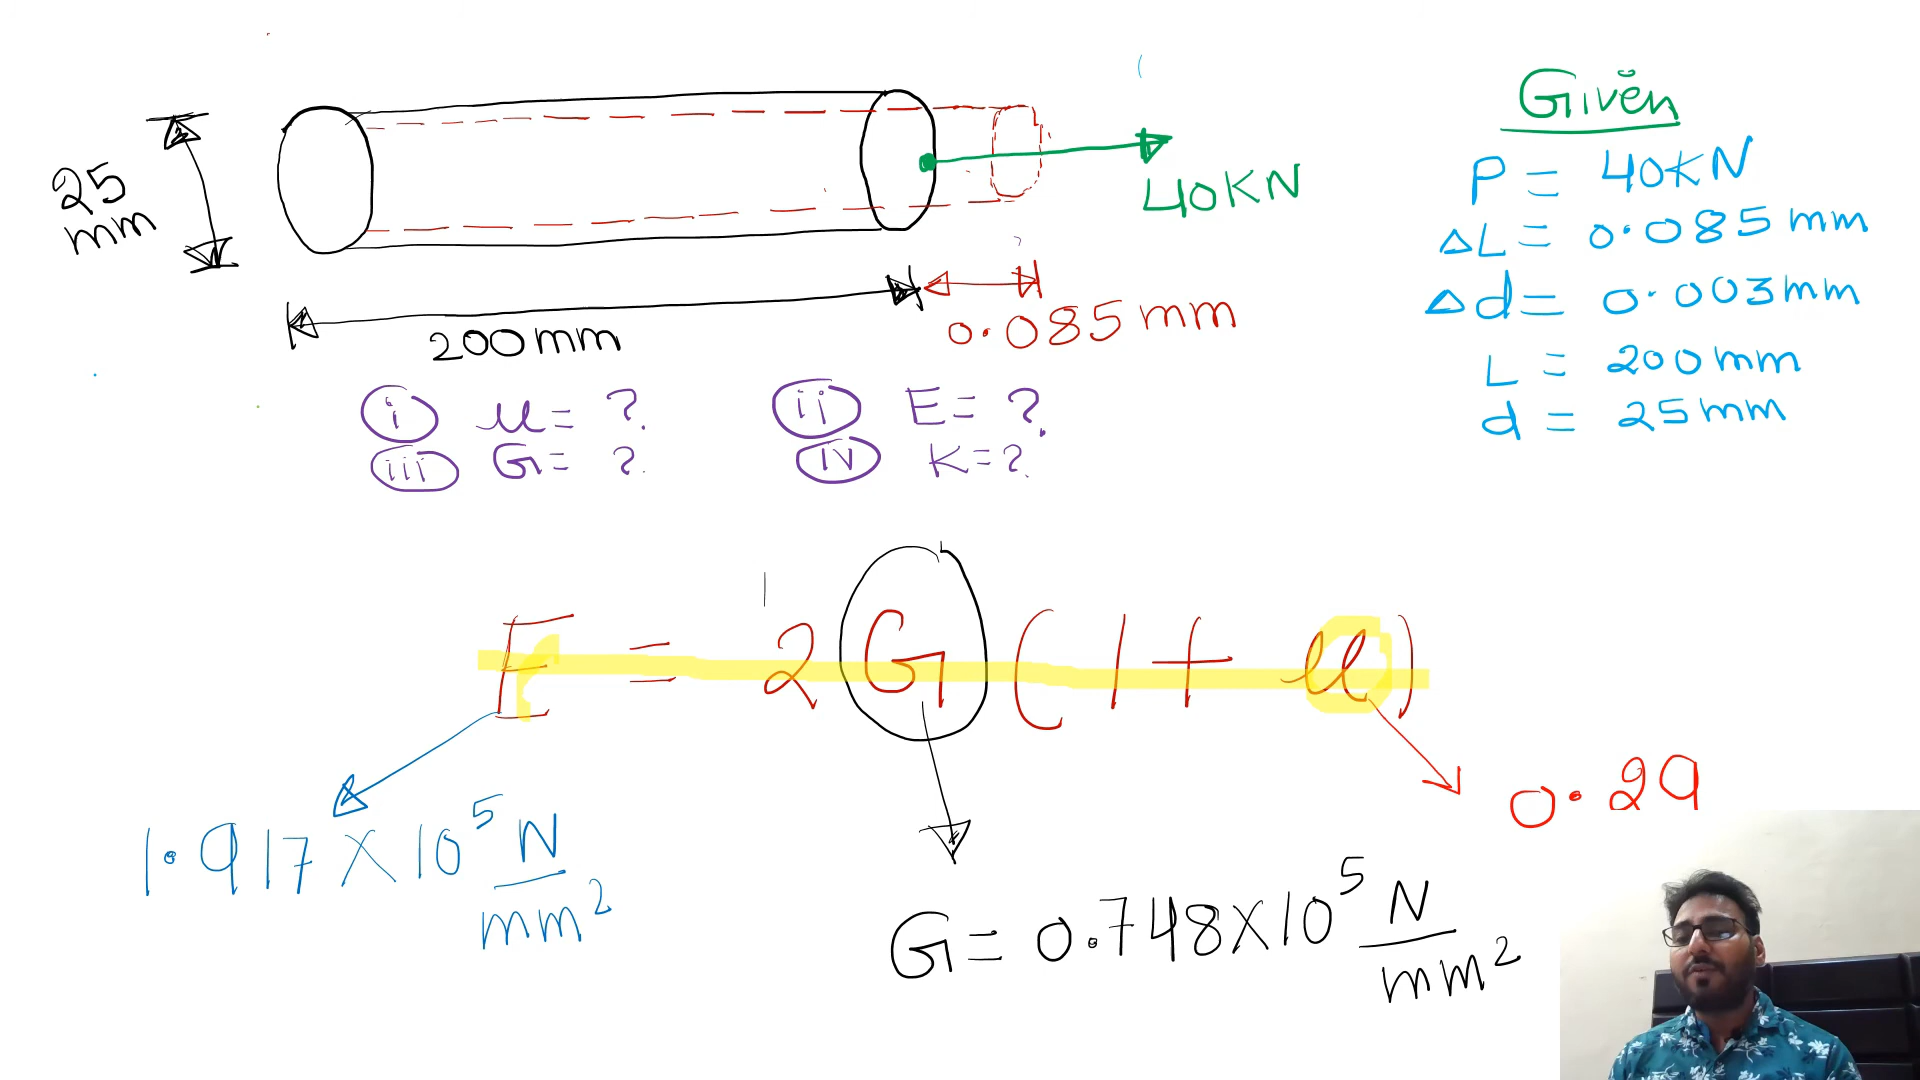 25
mm
40KN
200mm
0.085mm
i μ = ?
ii E = ?
iii G = ?
iv K = ?
Given
P = 40KN
ΔL = 0.085mm
Δd = 0.003mm
L = 200mm
d = 25mm
E = 2G(1+μ)
1.917×10⁵ N/mm²
0.29
G = 0.748×10⁵ N/mm²